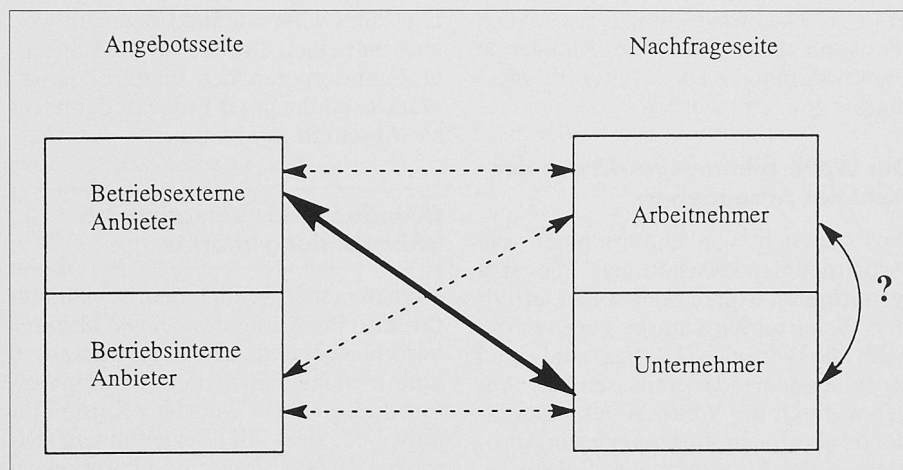 Angebotsseite
Nachfrageseite
Betriebsexterne
Anbieter
Arbeitnehmer
?
Betriebsinterne
Anbieter
Unternehmer